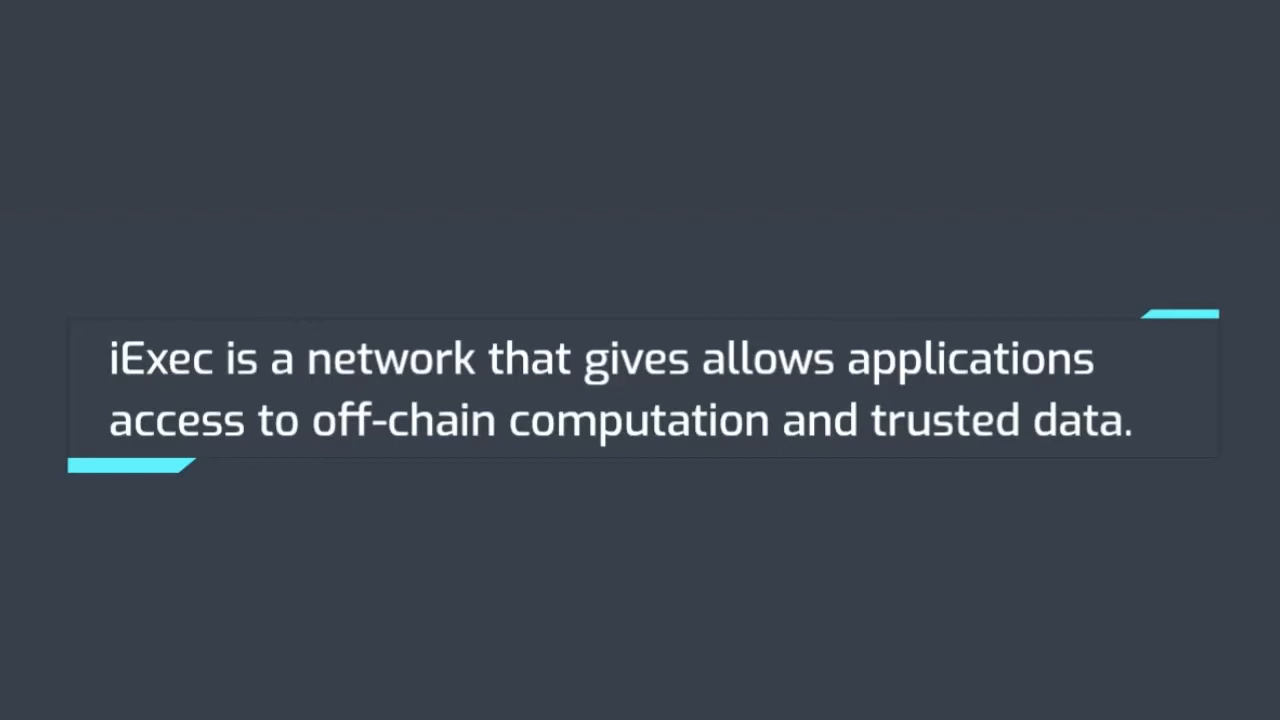 iExec is a network that gives allows applications
access to off-chain computation and trusted data.